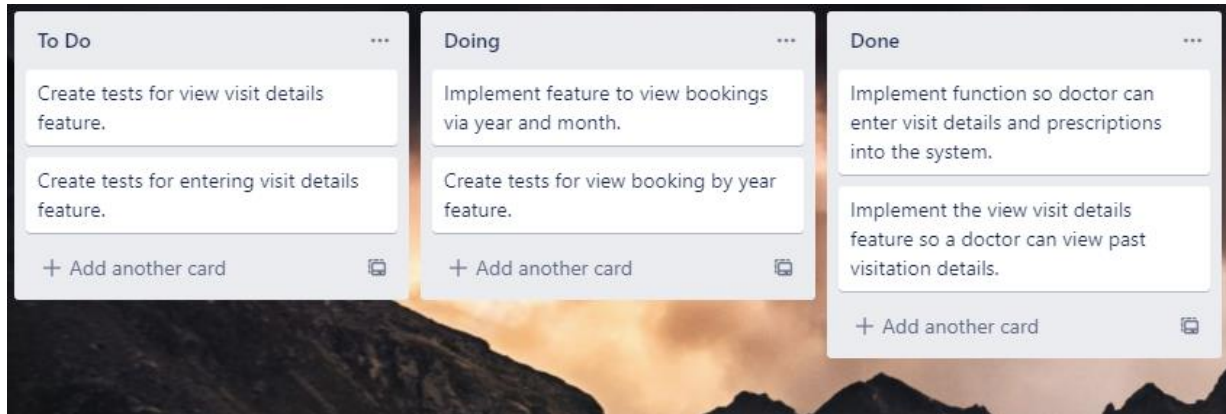 To Do
Create tests for view visit details
feature.
Create tests for entering visit details
feature.
+ Add another card
Doing
Implement feature to view bookings
via year and month.
Create tests for view booking by year
feature.
+ Add another card
Done
Implement function so doctor can
enter visit details and prescriptions
into the system.
Implement the view visit details
feature so a doctor can view past
visitation details.
+ Add another card